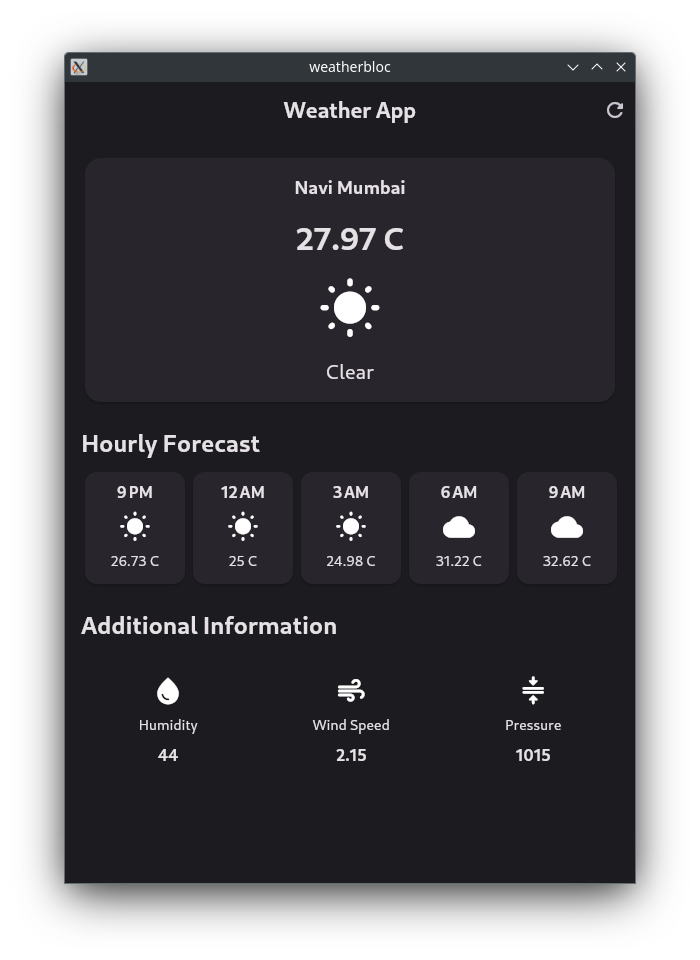 weatherbloc
Weather App
Navi Mumbai
27.97 C
Clear
Hourly Forecast
9 PM 12 AM 3 AM 6 AM 9 AM
26.73 C 25 C 24.98 C 31.22 C 32.62 C
Additional Information
Humidity Wind Speed Pressure
44 2.15 1015